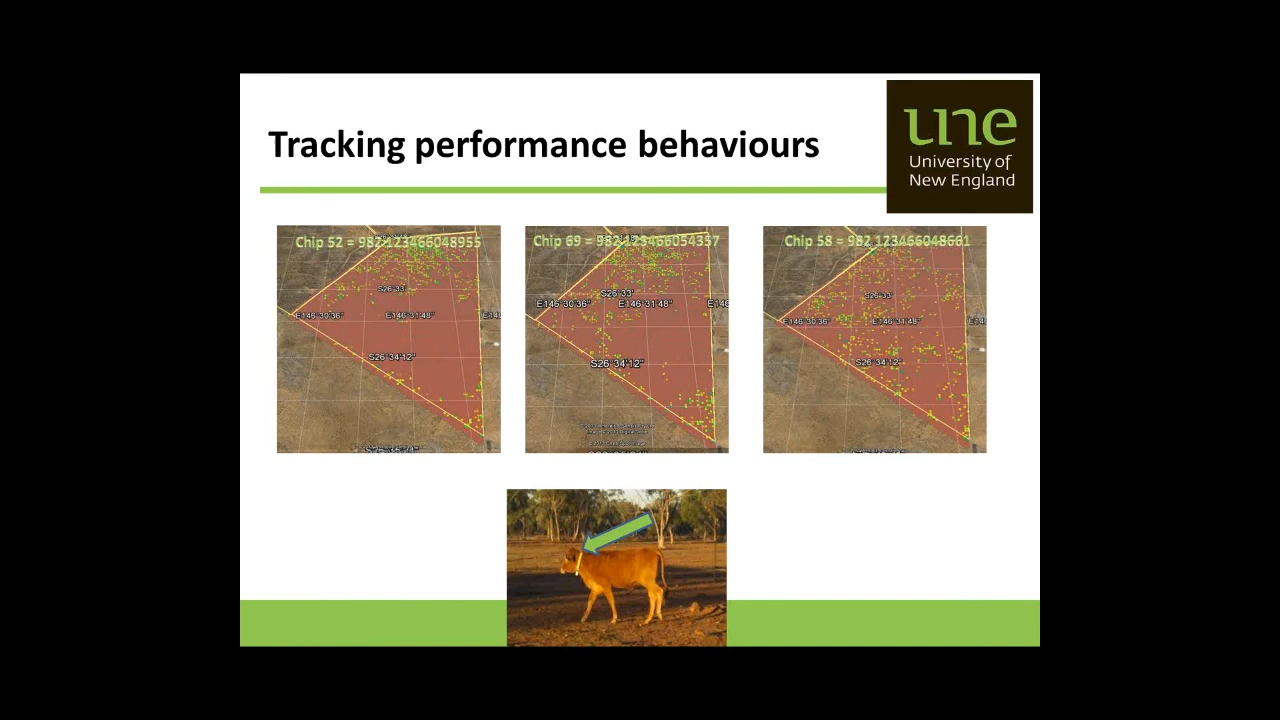 Tracking performance behaviours
une
University of
New England
Chip 52 = 982 123466048955
S26°33'
E146°30'36" E146°31'48"
S26°34'12"
Chip 69 = 982 123466054357
S26°33'
E146°30'36" E146°31'48" E146
S26°34'12"
Chip 58 = 982 123466048661
S26°33'
E146°30'36" E146°31'48"
S26°34'12"